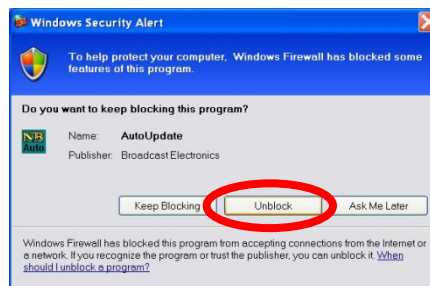 Windows Security Alert
To help protect your computer, Windows Firewall has blocked some
features of this program.
Do you want to keep blocking this program?
NB
Auto
Name: AutoUpdate
Publisher: Broadcast Electronics
Keep Blocking Unblock Ask Me Later
Windows Firewall has blocked this program from accepting connections from the Internet or
a network. If you recognize the program or trust the publisher, you can unblock it. When
should I unblock a program?